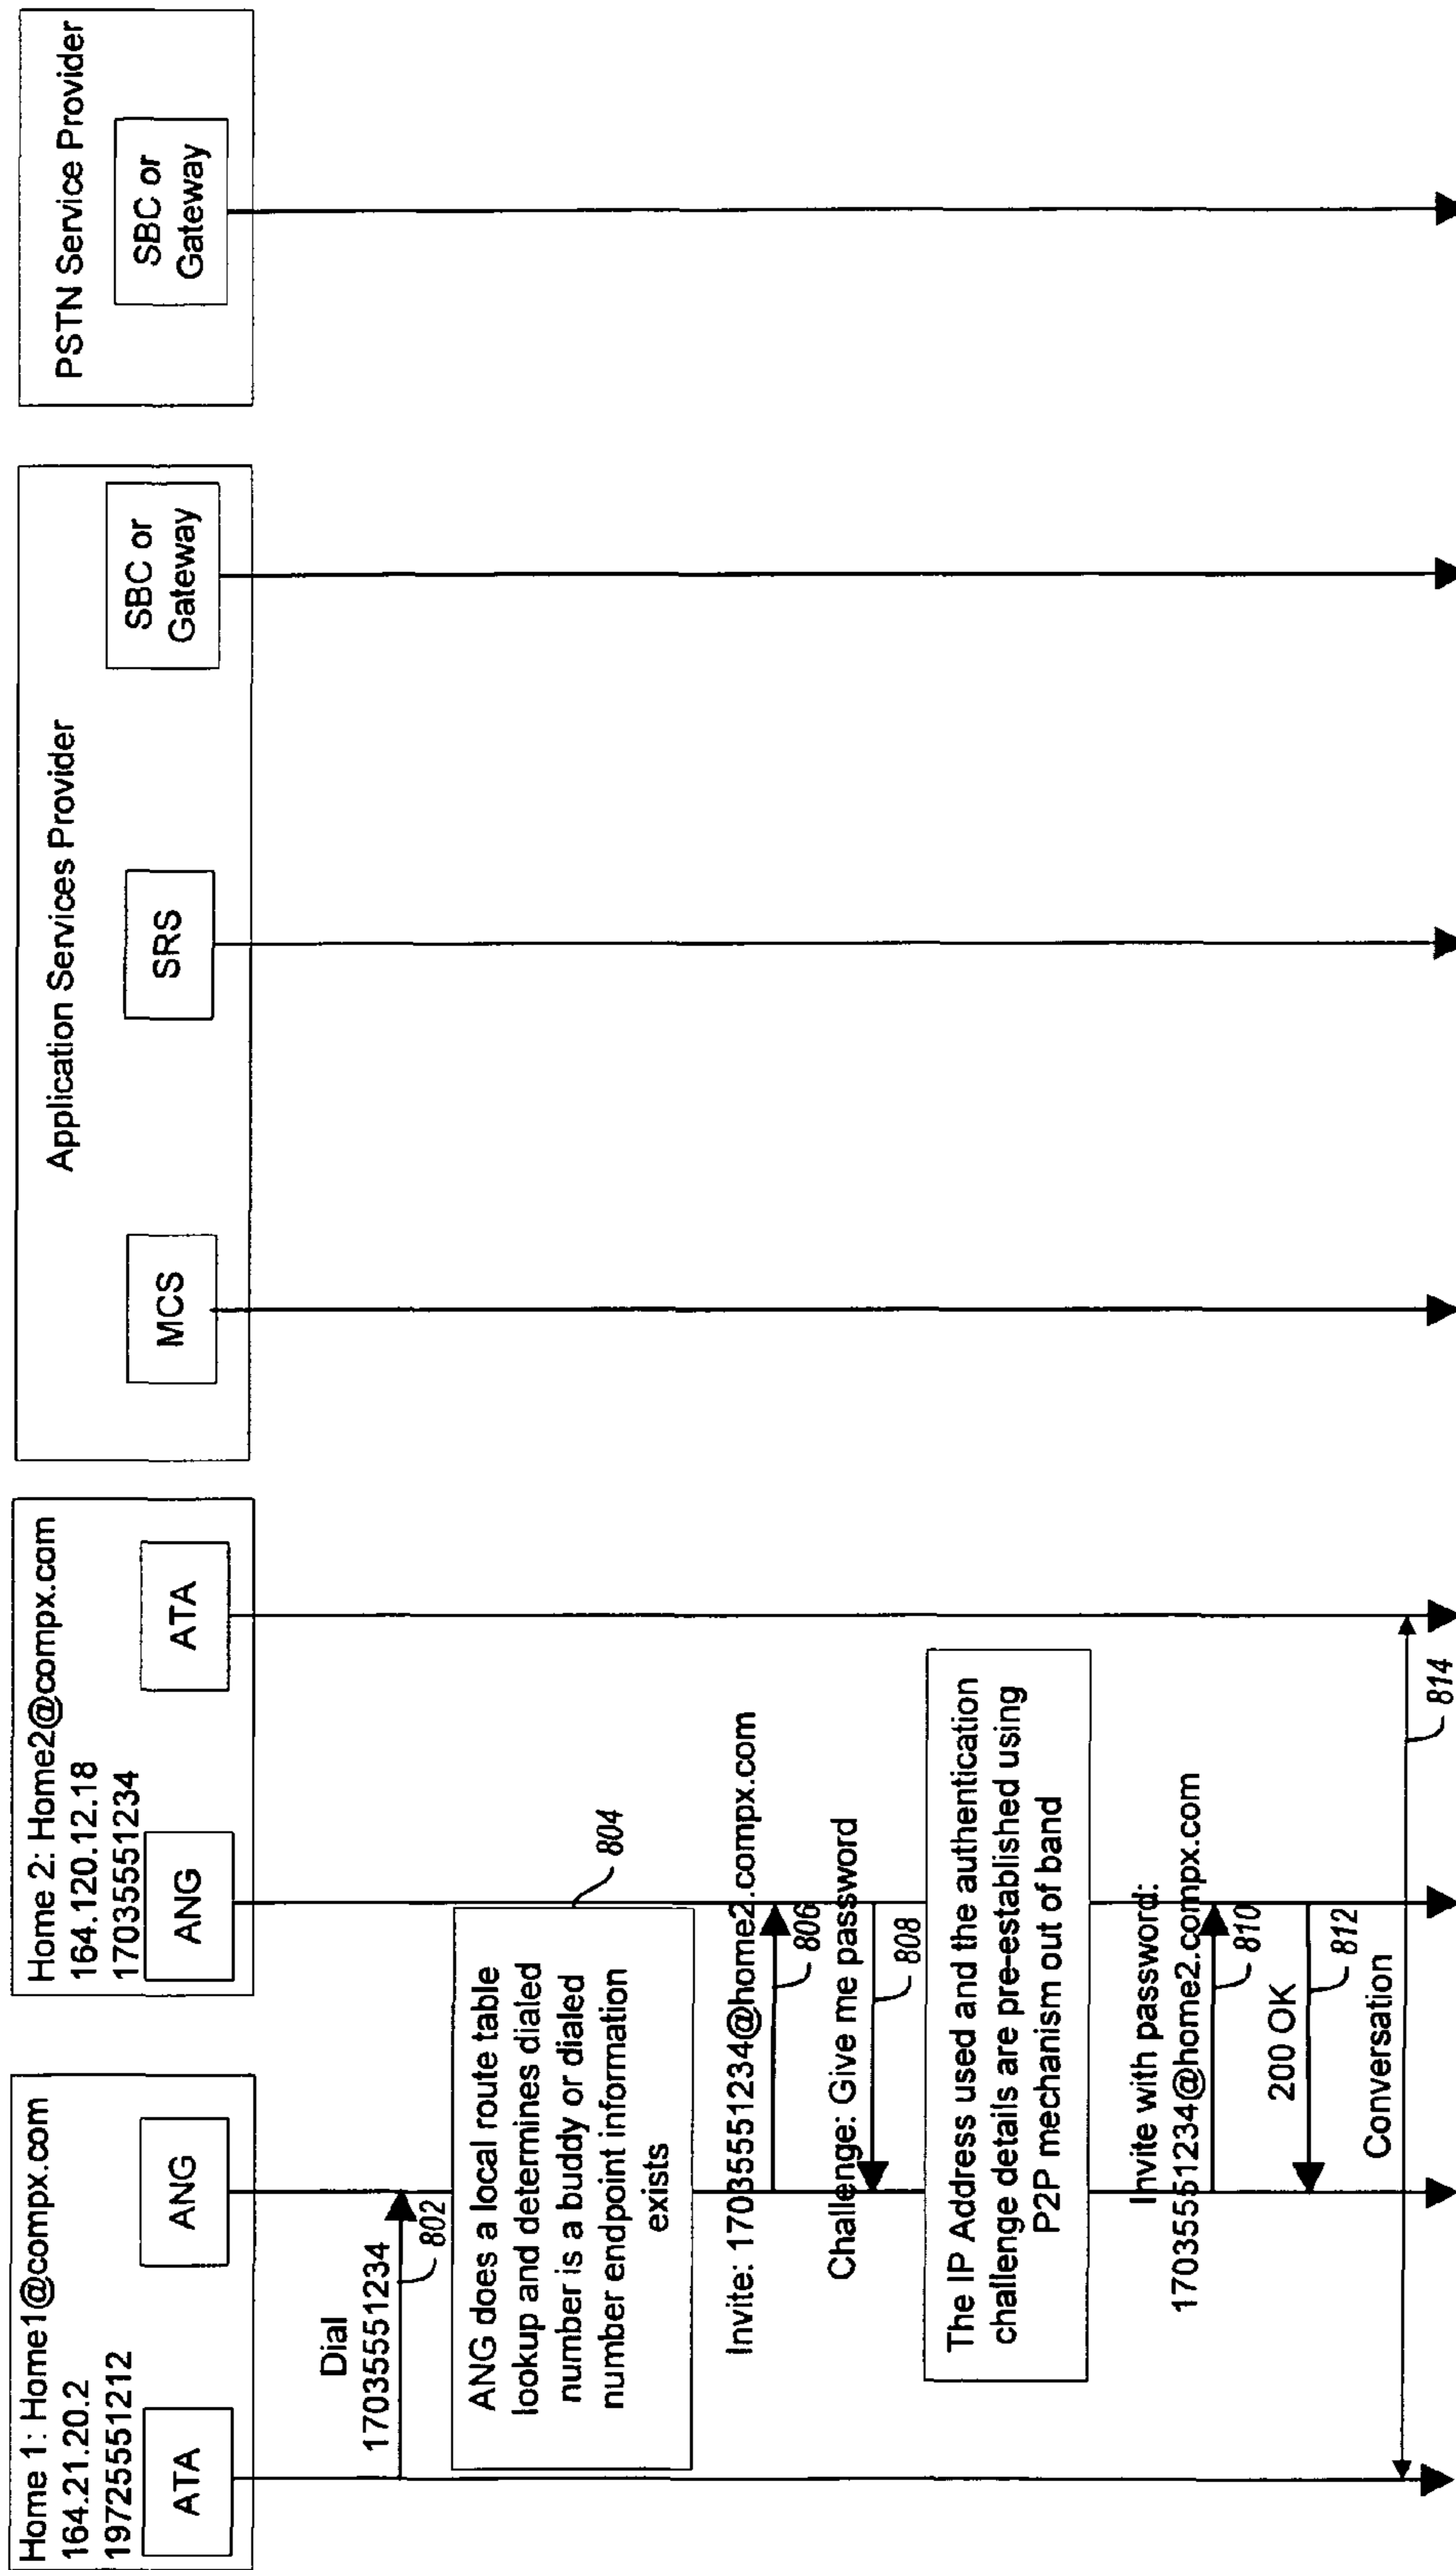 Home 1: Home1@compx.com
164.21.20.2
19725551212
ATA
ANG
Home 2: Home2@compx.com
164.120.12.18
17035551234
ANG
ATA
Application Services Provider
MCS
SRS
SBC or
Gateway
PSTN Service Provider
SBC or
Gateway
Dial
17035551234
802
ANG does a local route table
lookup and determines dialed
number is a buddy or dialed
number endpoint information
exists
804
Invite: 17035551234@home2.compx.com
806
Challenge: Give me password
808
The IP Address used and the authentication
challenge details are pre-established using
P2P mechanism out of band
Invite with password:
17035551234@home2.compx.com
810
200 OK
812
Conversation
814